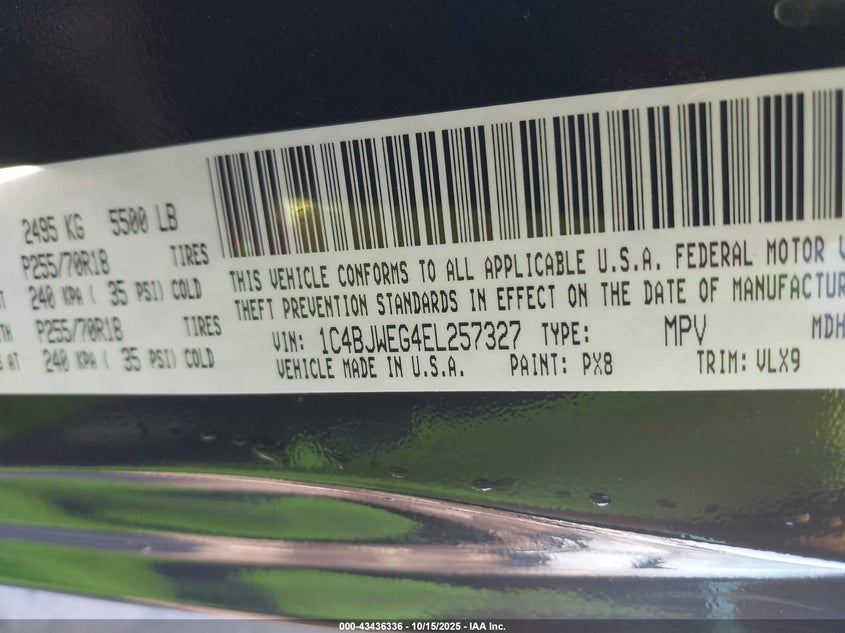 2495 KG 5500 LB
P255/70R18 TIRES
240 KPA ( 35 PSI) COLD
P255/70R18 TIRES
240 KPA ( 35 PSI) COLD
THIS VEHICLE CONFORMS TO ALL APPLICABLE U.S.A. FEDERAL MOTOR V
THEFT PREVENTION STANDARDS IN EFFECT ON THE DATE OF MANUFACTUR
VIN: 1C4BJWEG4EL257327 TYPE: MPV MDH
VEHICLE MADE IN U.S.A. PAINT: PX8 TRIM: VLX9
000-43436336 - 10/15/2025 - IAA Inc.